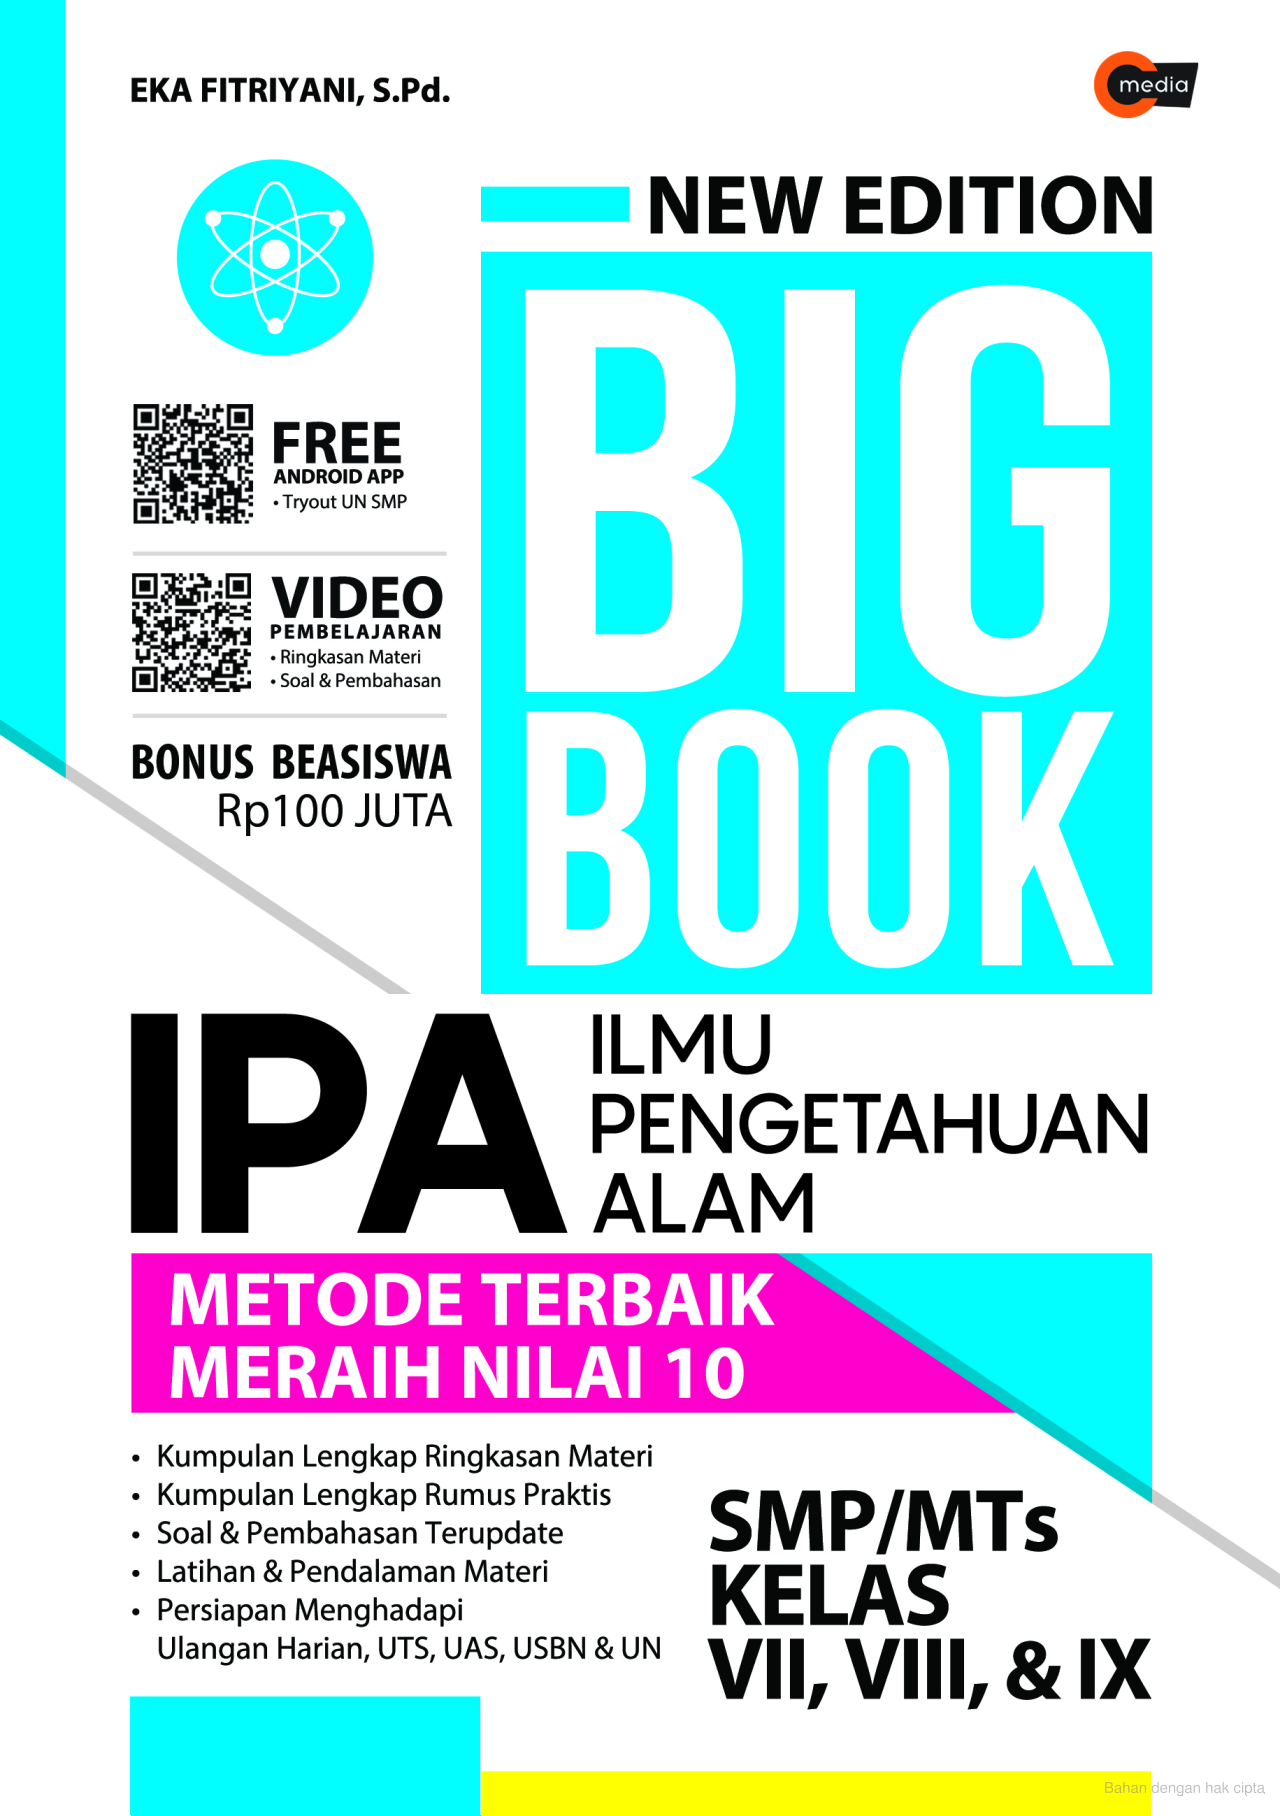 EKA FITRIYANI, S.Pd.
media
NEW EDITION
BIG
BOOK
FREE
ANDROID APP
• Tryout UN SMP
VIDEO
PEMBELAJARAN
• Ringkasan Materi
• Soal & Pembahasan
BONUS BEASISWA
Rp100 JUTA
IPA
ILMU
PENGETAHUAN
ALAM
METODE TERBAIK
MERAIH NILAI 10
• Kumpulan Lengkap Ringkasan Materi
• Kumpulan Lengkap Rumus Praktis
• Soal & Pembahasan Terupdate
• Latihan & Pendalaman Materi
• Persiapan Menghadapi
Ulangan Harian, UTS, UAS, USBN & UN
SMP/MTs
KELAS
VII, VIII, & IX
Bahan dengan hak cipta